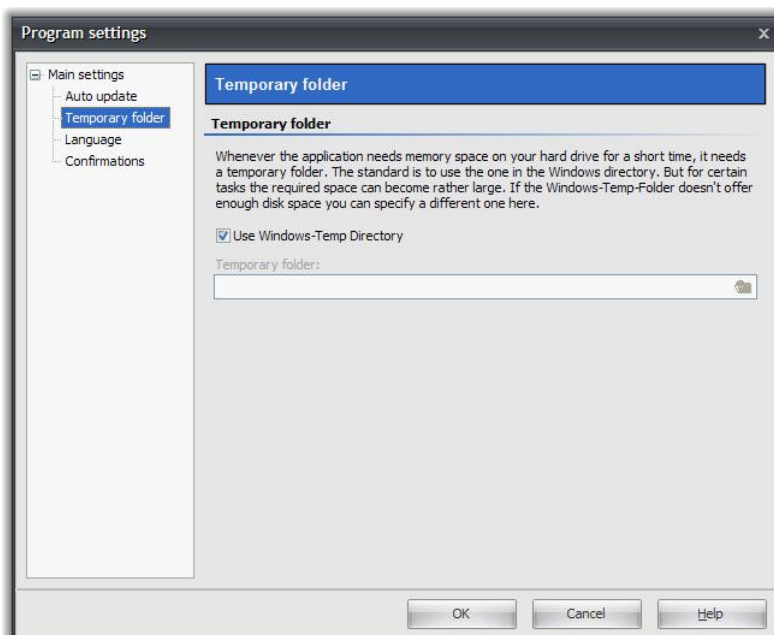 Program settings
x
Main settings
Auto update
Temporary folder
Language
Confirmations
Temporary folder
Temporary folder
Whenever the application needs memory space on your hard drive for a short time, it needs
a temporary folder. The standard is to use the one in the Windows directory. But for certain
tasks the required space can become rather large. If the Windows-Temp-Folder doesn't offer
enough disk space you can specify a different one here.
Use Windows-Temp Directory
Temporary folder:
OK
Cancel
Help